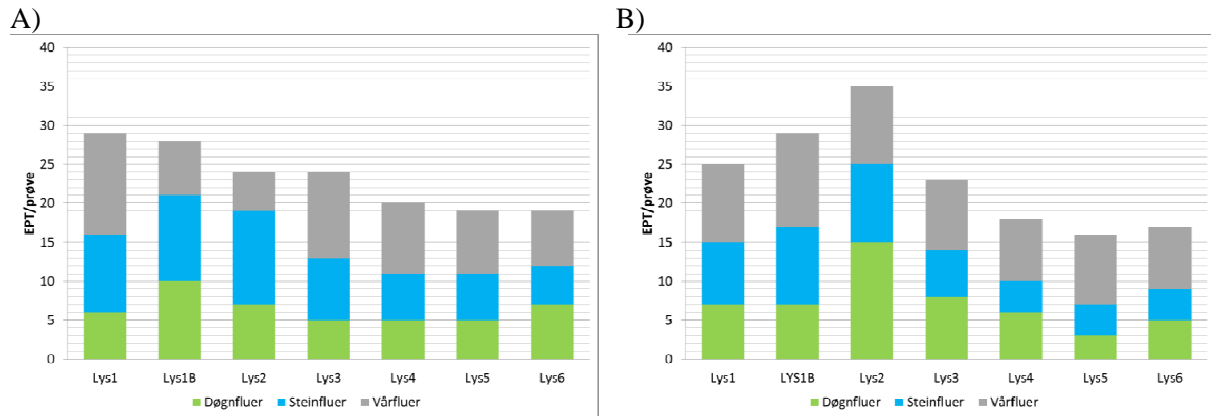 A)
B)
40
35
30
25
20
15
10
5
0
EPT/prøve
Lys1 Lys1B Lys2 Lys3 Lys4 Lys5 Lys6
Døgnfluer Steinfluer Vårfluer
40
35
30
25
20
15
10
5
0
EPT/prøve
Lys1 LYS1B Lys2 Lys3 Lys4 Lys5 Lys6
Døgnfluer Steinfluer Vårfluer